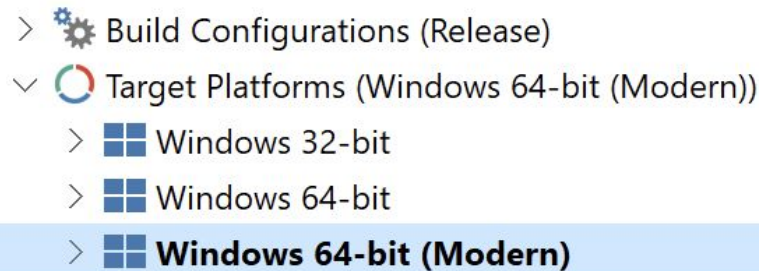 Build Configurations (Release)
Target Platforms (Windows 64-bit (Modern))
Windows 32-bit
Windows 64-bit
Windows 64-bit (Modern)